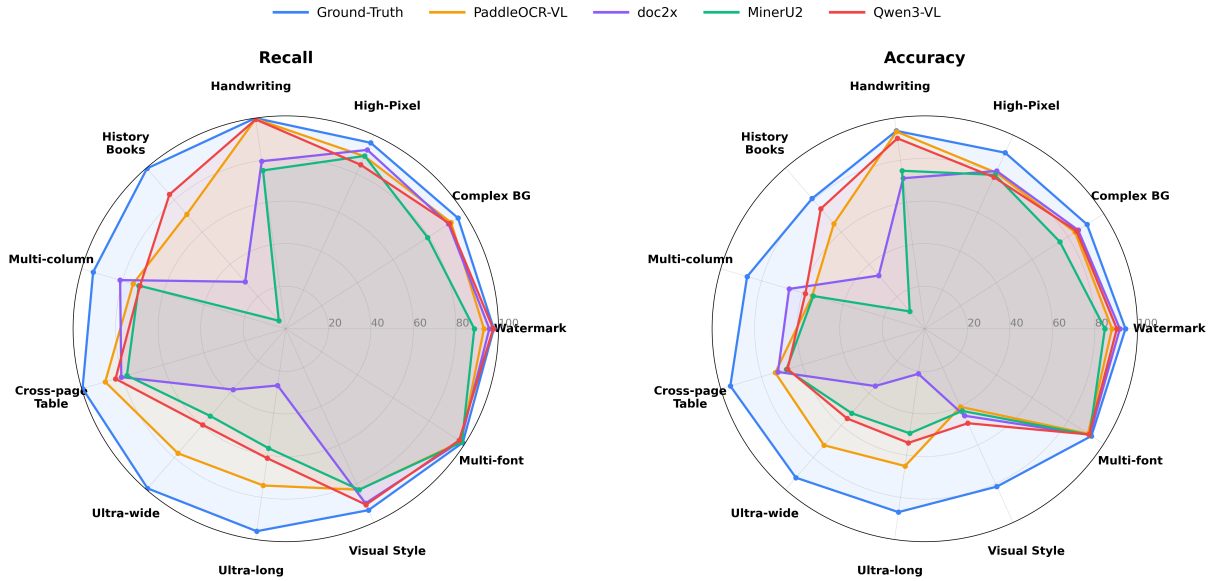 Ground-Truth
PaddleOCR-VL
doc2x
MinerU2
Qwen3-VL
Recall
Handwriting
High-Pixel
History
Books
Complex BG
Multi-column
20
40
60
80
100
Watermark
Cross-page
Table
Multi-font
Ultra-wide
Visual Style
Ultra-long
Accuracy
Handwriting
High-Pixel
History
Books
Complex BG
Multi-column
20
40
60
80
100
Watermark
Cross-page
Table
Multi-font
Ultra-wide
Visual Style
Ultra-long